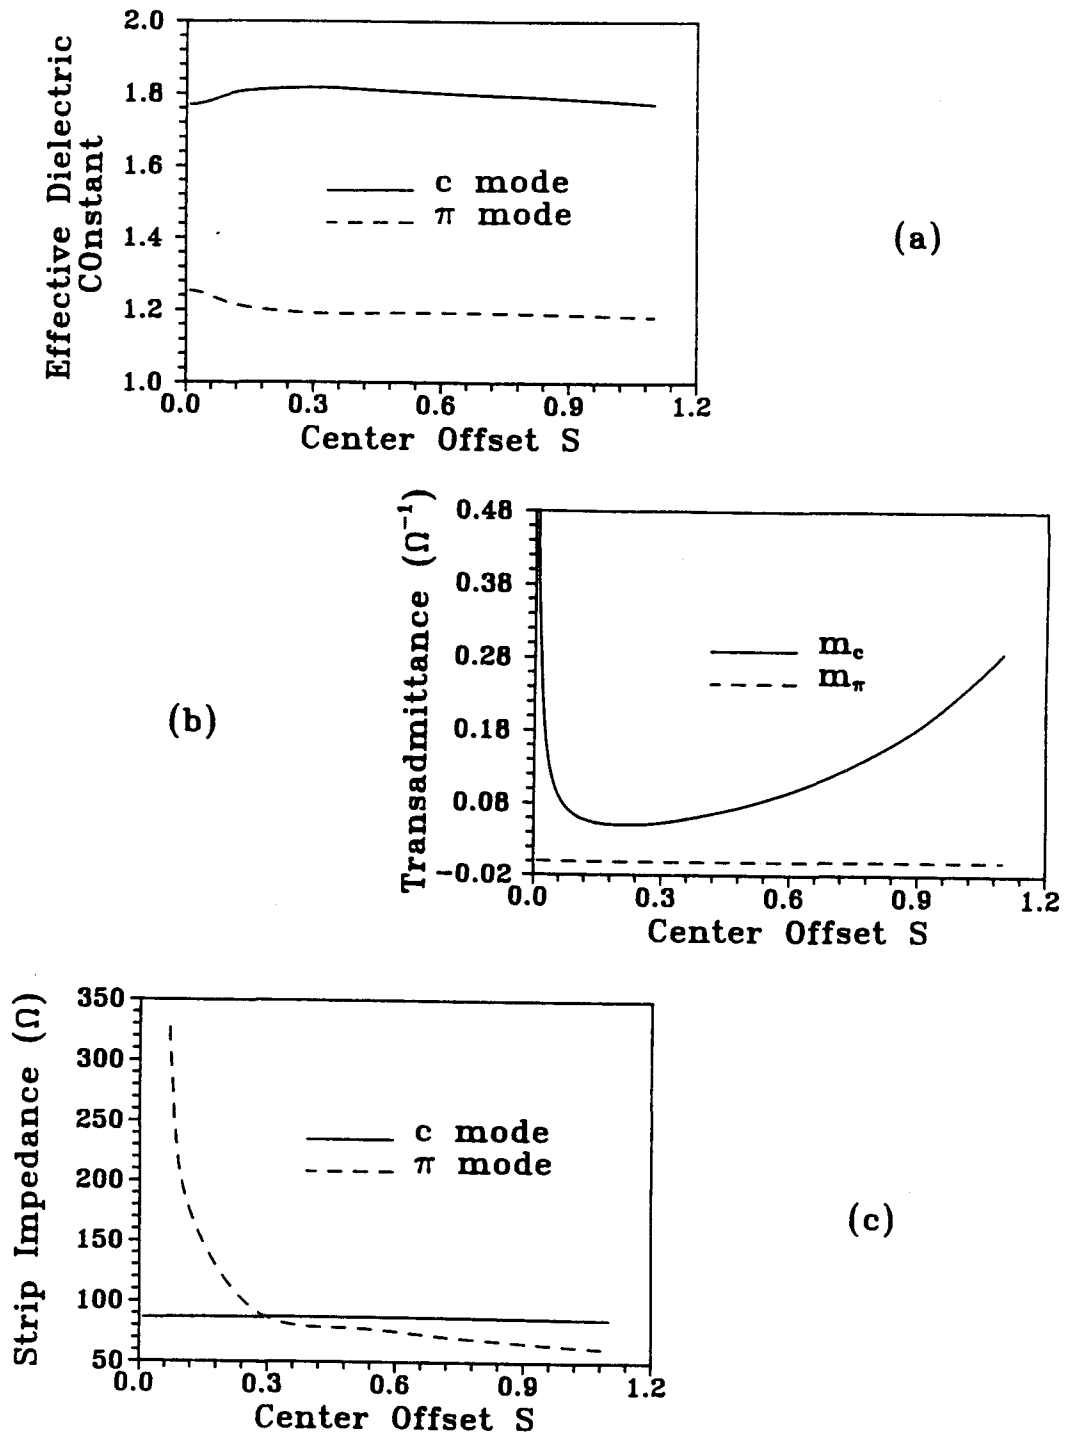 2.0
1.8
1.6
1.4
1.2
1.0
Effective Dielectric
COnstant
c mode
π mode
0.0 0.3 0.6 0.9 1.2
Center Offset S
(a)
0.48
0.38
0.28
0.18
0.08
-0.02
Transadmittance (Ω⁻¹)
m_c
m_π
0.0 0.3 0.6 0.9 1.2
Center Offset S
(b)
350
300
250
200
150
100
50
Strip Impedance (Ω)
c mode
π mode
0.0 0.3 0.6 0.9 1.2
Center Offset S
(c)